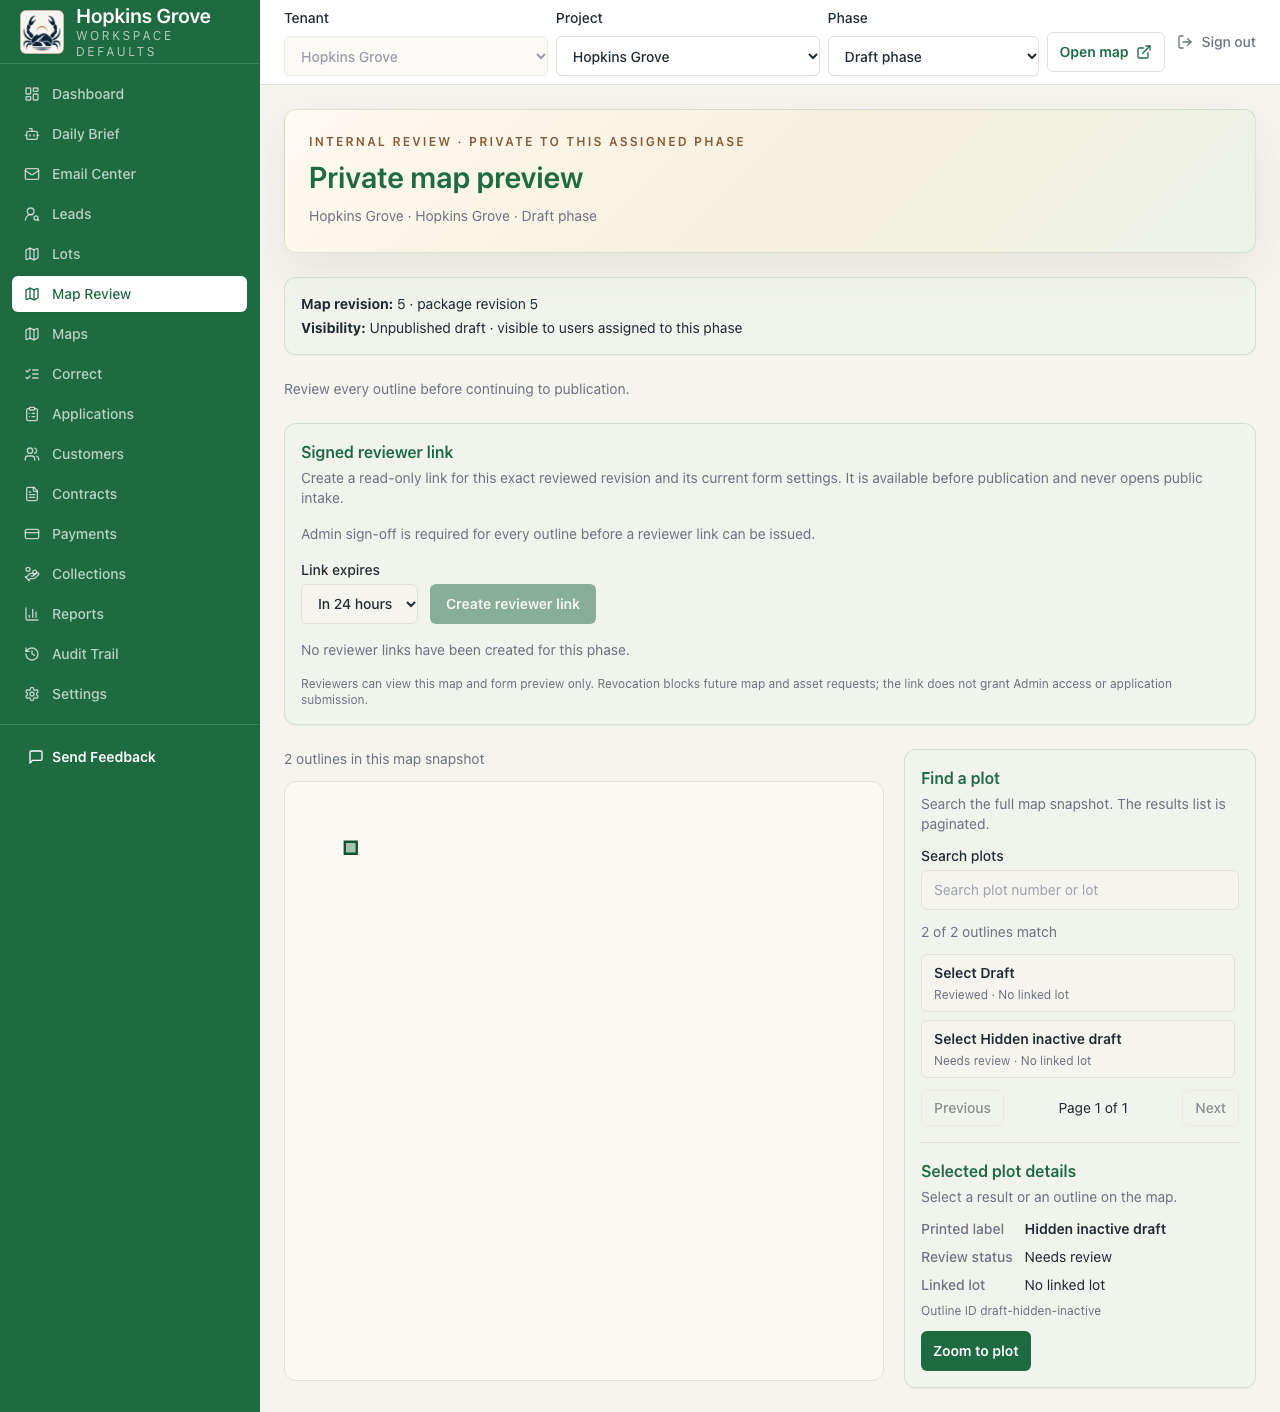 Hopkins Grove
WORKSPACE
DEFAULTS
Dashboard
Daily Brief
Email Center
Leads
Lots
Map Review
Maps
Correct
Applications
Customers
Contracts
Payments
Collections
Reports
Audit Trail
Settings
Send Feedback
Tenant
Hopkins Grove
Project
Hopkins Grove
Phase
Draft phase
Open map
Sign out
INTERNAL REVIEW · PRIVATE TO THIS ASSIGNED PHASE
Private map preview
Hopkins Grove · Hopkins Grove · Draft phase
Map revision: 5 · package revision 5
Visibility: Unpublished draft · visible to users assigned to this phase
Review every outline before continuing to publication.
Signed reviewer link
Create a read-only link for this exact reviewed revision and its current form settings. It is available before publication and never opens public
intake.
Admin sign-off is required for every outline before a reviewer link can be issued.
Link expires
In 24 hours
Create reviewer link
No reviewer links have been created for this phase.
Reviewers can view this map and form preview only. Revocation blocks future map and asset requests; the link does not grant Admin access or application
submission.
2 outlines in this map snapshot
Find a plot
Search the full map snapshot. The results list is
paginated.
Search plots
Search plot number or lot
2 of 2 outlines match
Select Draft
Reviewed · No linked lot
Select Hidden inactive draft
Needs review · No linked lot
Previous
Page 1 of 1
Next
Selected plot details
Select a result or an outline on the map.
Printed label Hidden inactive draft
Review status Needs review
Linked lot No linked lot
Outline ID draft-hidden-inactive
Zoom to plot